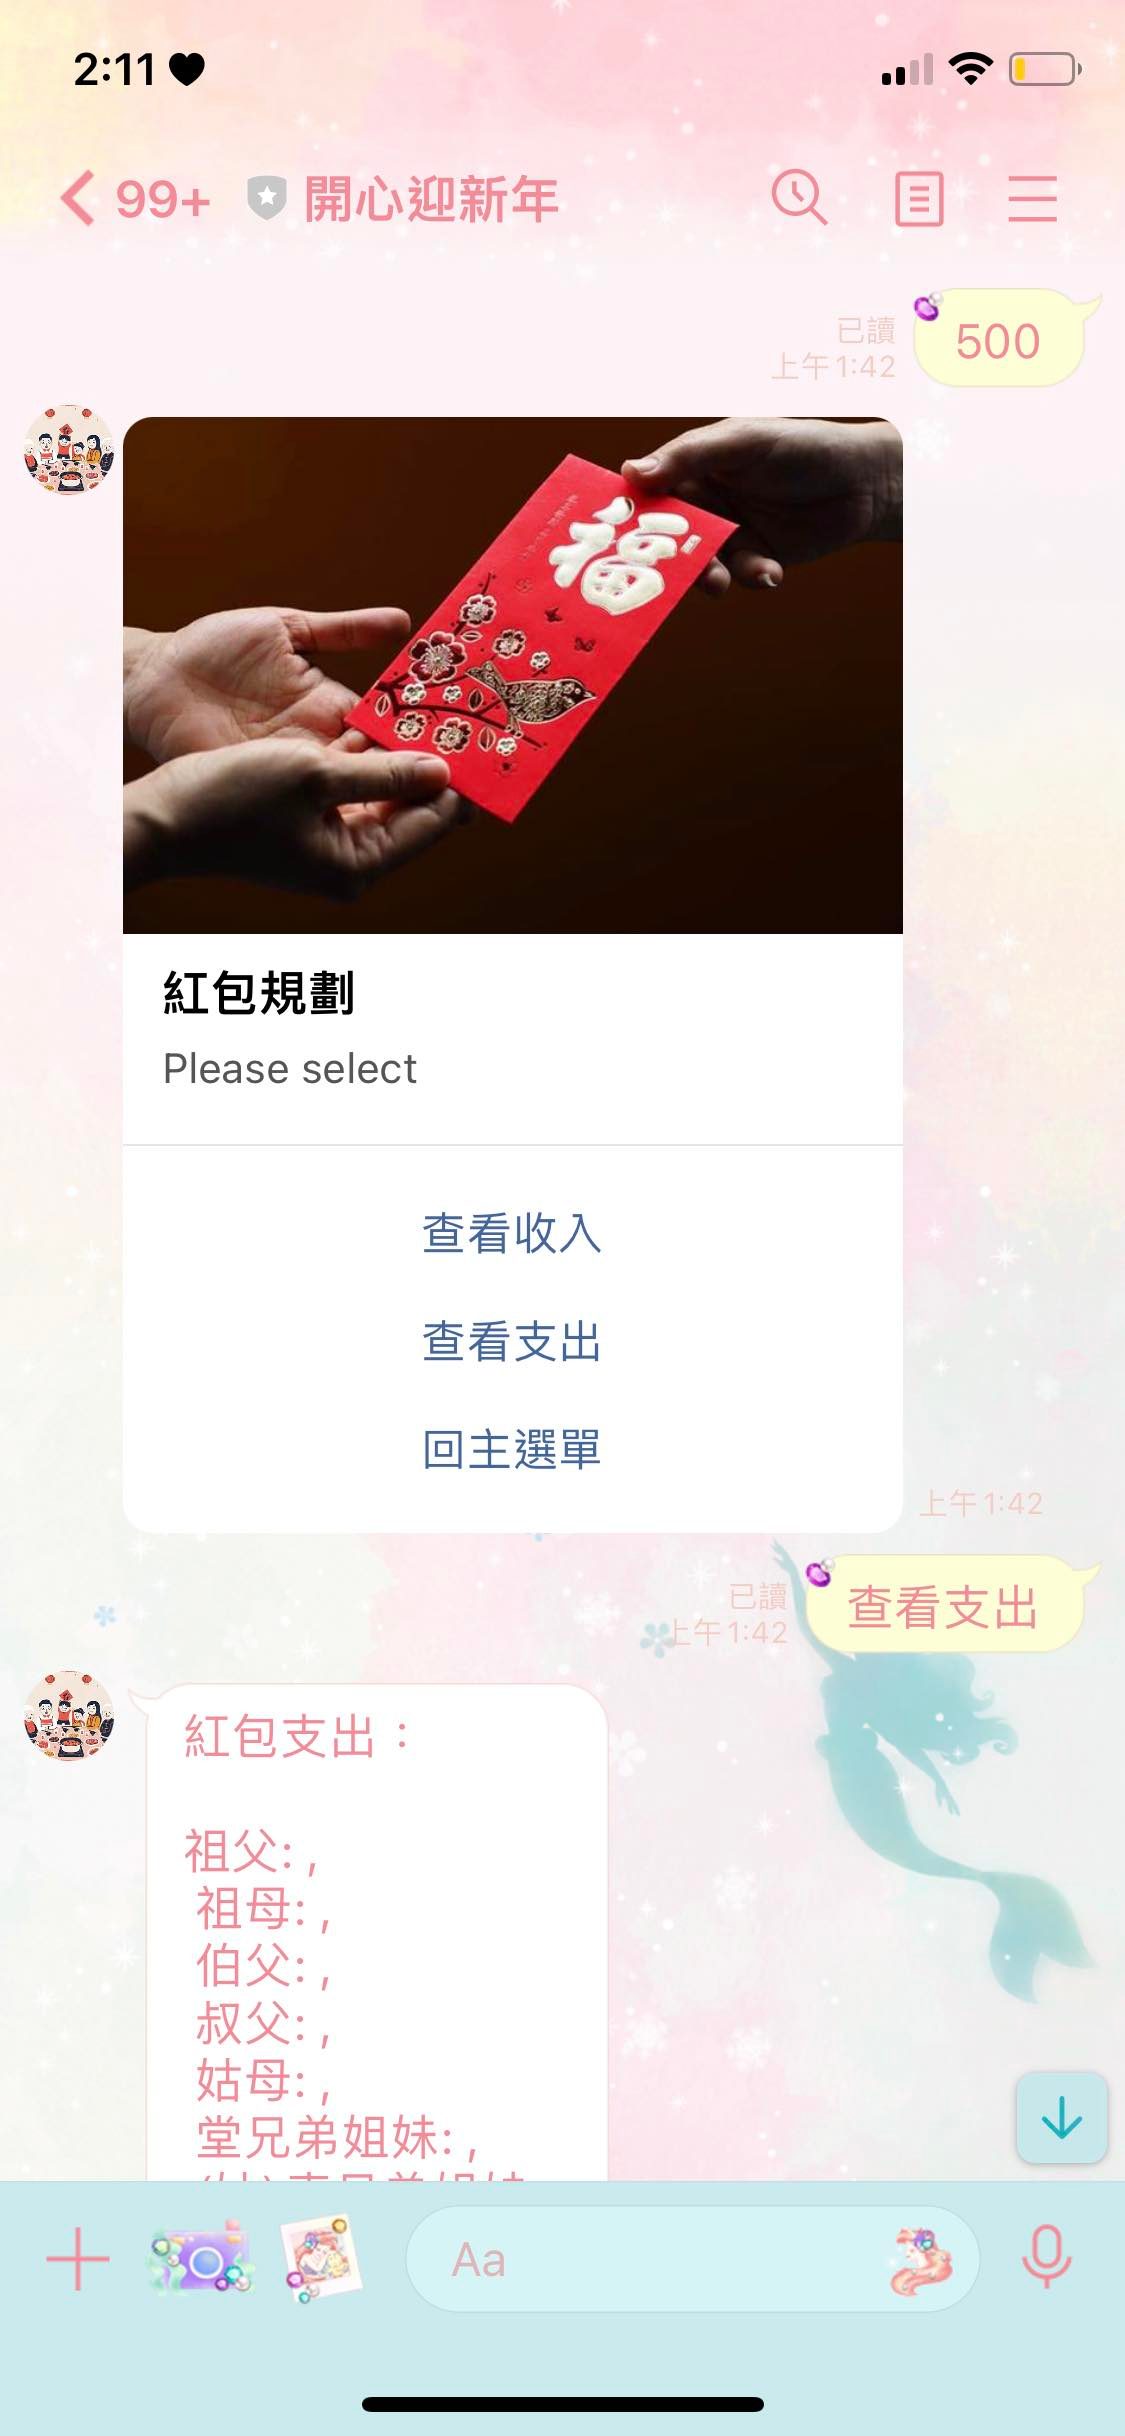 2:11
99+ 開心迎新年
500
已讀
上午 1:42
福
紅包規劃
Please select
查看收入
查看支出
回主選單
上午 1:42
查看支出
已讀
上午 1:42
紅包支出：
祖父: ,
祖母: ,
伯父: ,
叔父: ,
姑母: ,
堂兄弟姐妹: ,
Aa